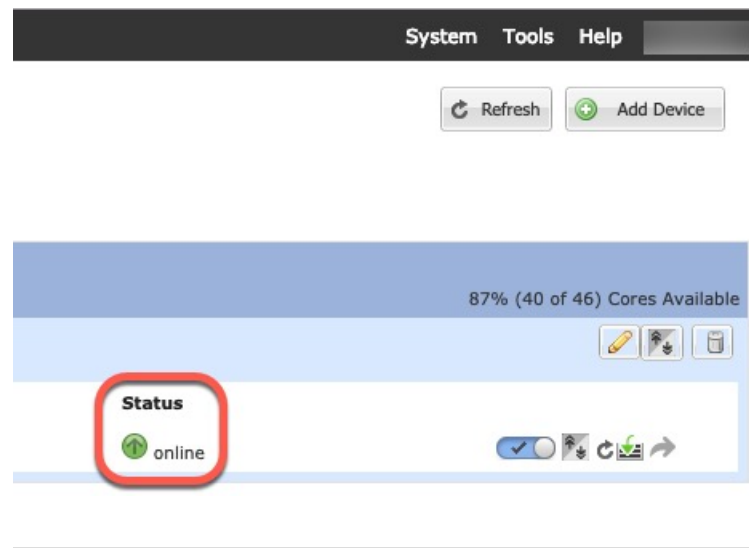 System Tools Help
Refresh Add Device
87% (40 of 46) Cores Available
Status
online